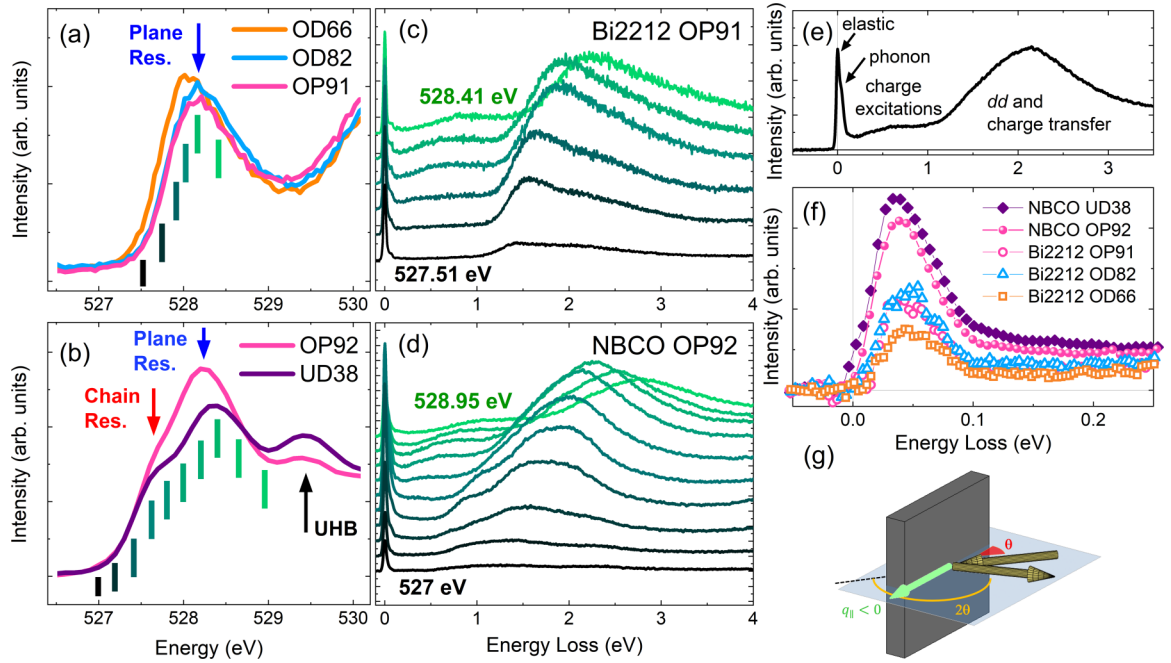 (a)
Plane
Res.
OD66
OD82
OP91
Intensity (arb. units)
527
528
529
530
(b)
Plane
Res.
Chain
Res.
OP92
UD38
UHB
Intensity (arb. units)
527
528
529
530
Energy (eV)
(c)
Bi2212 OP91
528.41 eV
527.51 eV
0
1
2
3
4
(d)
NBCO OP92
528.95 eV
527 eV
0
1
2
3
4
Energy Loss (eV)
(e)
elastic
phonon
charge
excitations
dd and
charge transfer
Intensity (arb. units)
0
1
2
3
(f)
NBCO UD38
NBCO OP92
Bi2212 OP91
Bi2212 OD82
Bi2212 OD66
Intensity (arb. units)
0.0
0.1
0.2
Energy Loss (eV)
(g)
θ
2θ
q∥ < 0